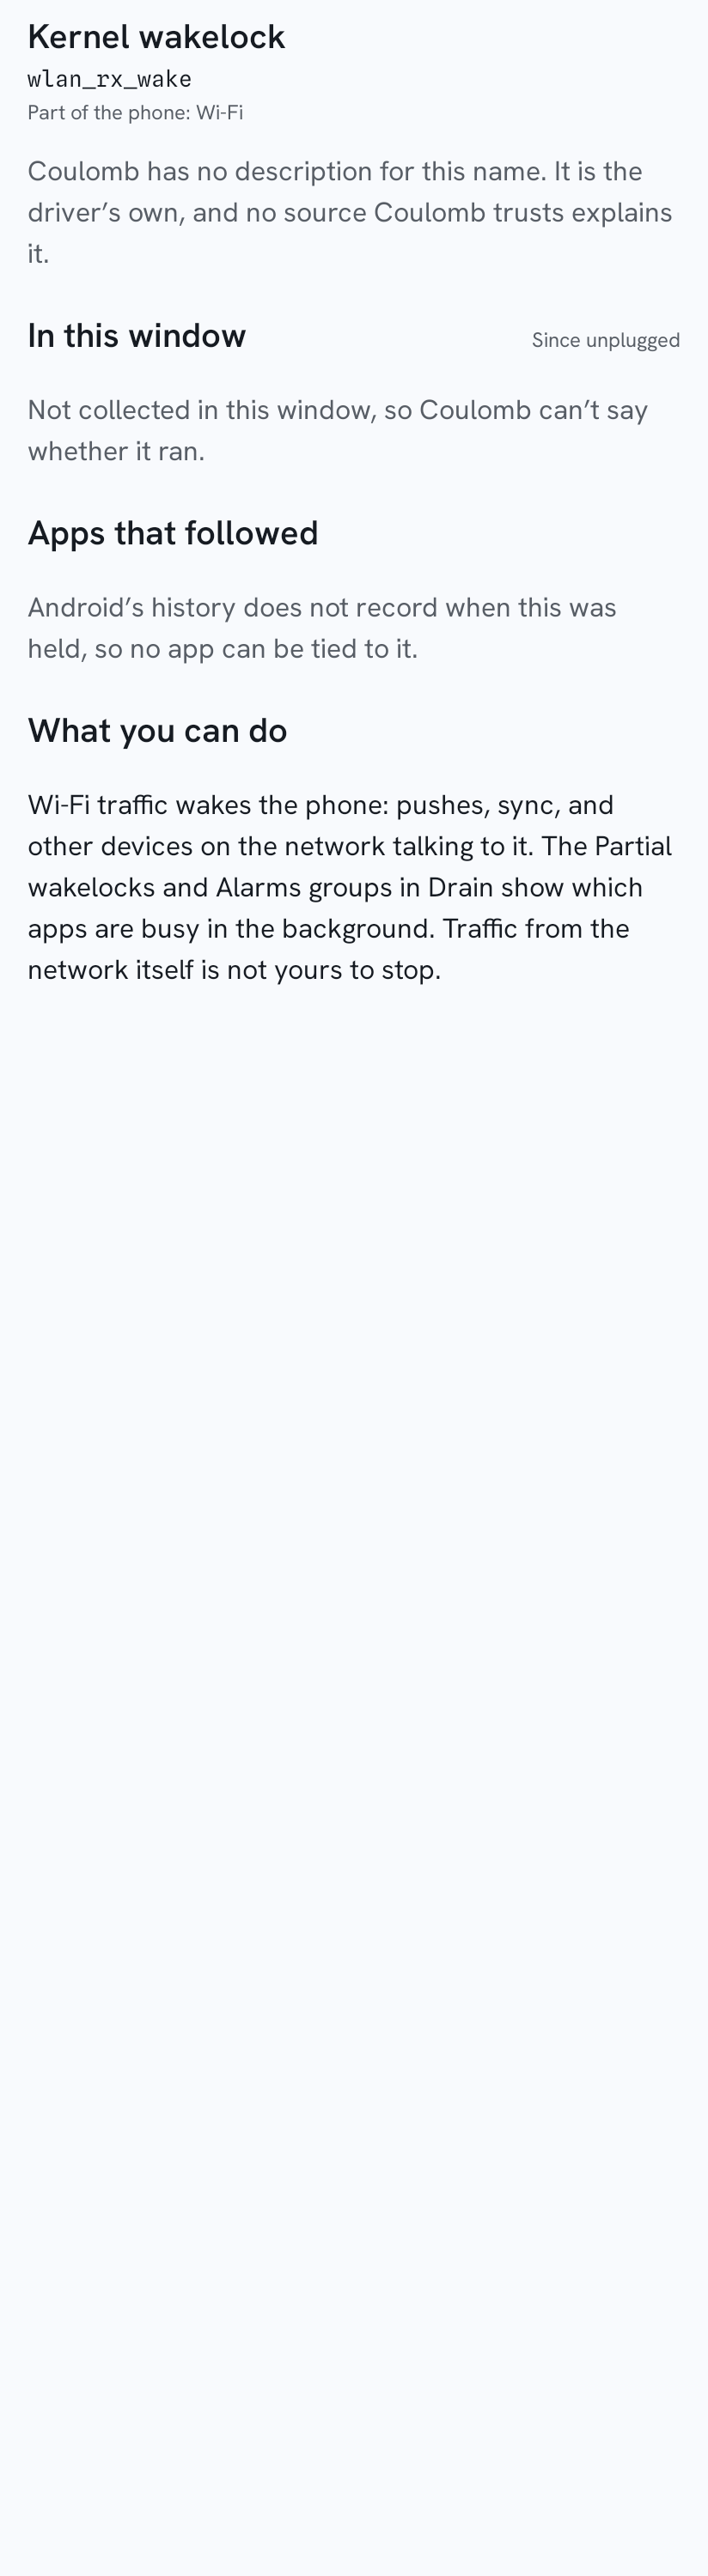 Kernel wakelock
wlan_rx_wake
Part of the phone: Wi-Fi
Coulomb has no description for this name. It is the
driver’s own, and no source Coulomb trusts explains
it.
In this window
Since unplugged
Not collected in this window, so Coulomb can’t say
whether it ran.
Apps that followed
Android’s history does not record when this was
held, so no app can be tied to it.
What you can do
Wi-Fi traffic wakes the phone: pushes, sync, and
other devices on the network talking to it. The Partial
wakelocks and Alarms groups in Drain show which
apps are busy in the background. Traffic from the
network itself is not yours to stop.